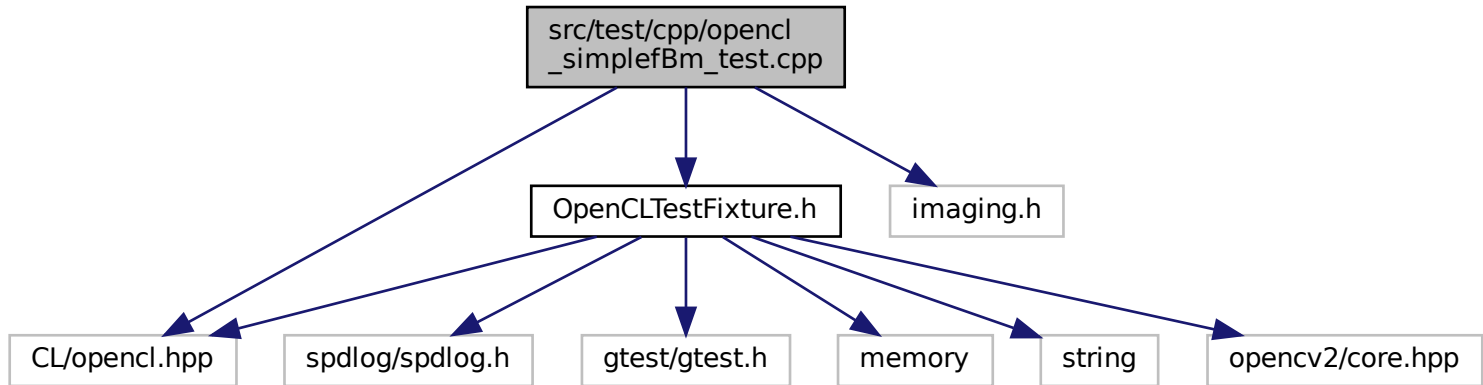 src/test/cpp/opencl
_simplefBm_test.cpp
OpenCLTestFixture.h
imaging.h
CL/opencl.hpp
spdlog/spdlog.h
gtest/gtest.h
memory
string
opencv2/core.hpp